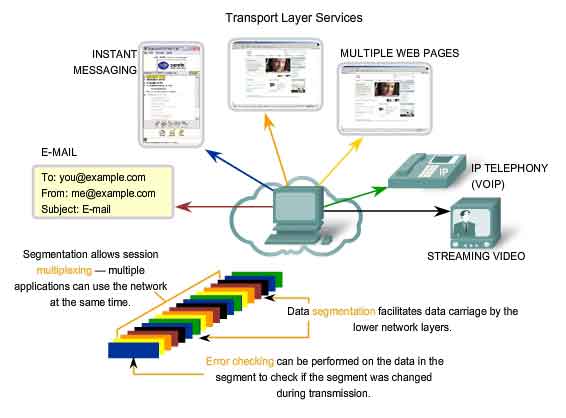 Transport Layer Services
INSTANT
MESSAGING
MULTIPLE WEB PAGES
E-MAIL
To: you@example.com
From: me@example.com
Subject: E-mail
IP
IP TELEPHONY
(VOIP)
STREAMING VIDEO
Segmentation allows session
multiplexing — multiple
applications can use the network
at the same time.
Data segmentation facilitates data carriage by the
lower network layers.
Error checking can be performed on the data in the
segment to check if the segment was changed
during transmission.